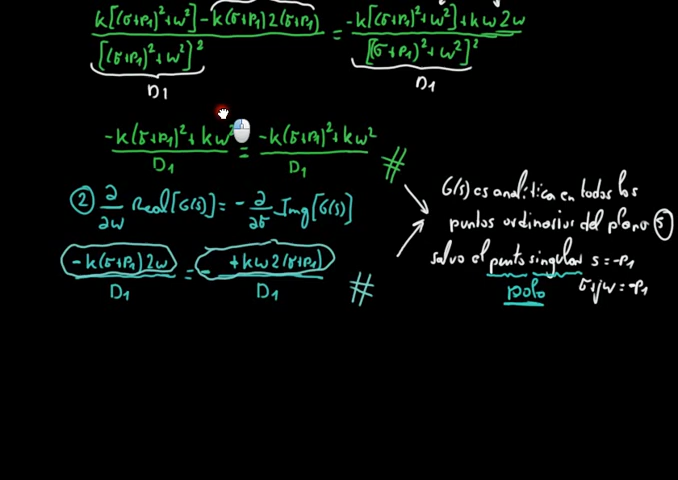 k[(σ+p₁)²+w²]-k(σ+p₁)2(σ+p₁) / [(σ+p₁)²+w²]² = -k[(σ+p₁)²+w²]+kw2w / [(σ+p₁)²+w²]²
D1 D1
-k(σ+p₁)²+kw² / D1 = -k(σ+p₁)²+kw² / D1 #
② ∂/∂w Real[G(s)] = - ∂/∂σ Img[G(s)]
-k(σ+p₁)2w / D1 = - +kw2(σ+p₁) / D1 #
G(s) es analítica en todos los
puntos ordinarios del plano Ⓢ
salvo el punto singular s=-p₁
polo σ+jw=-p₁